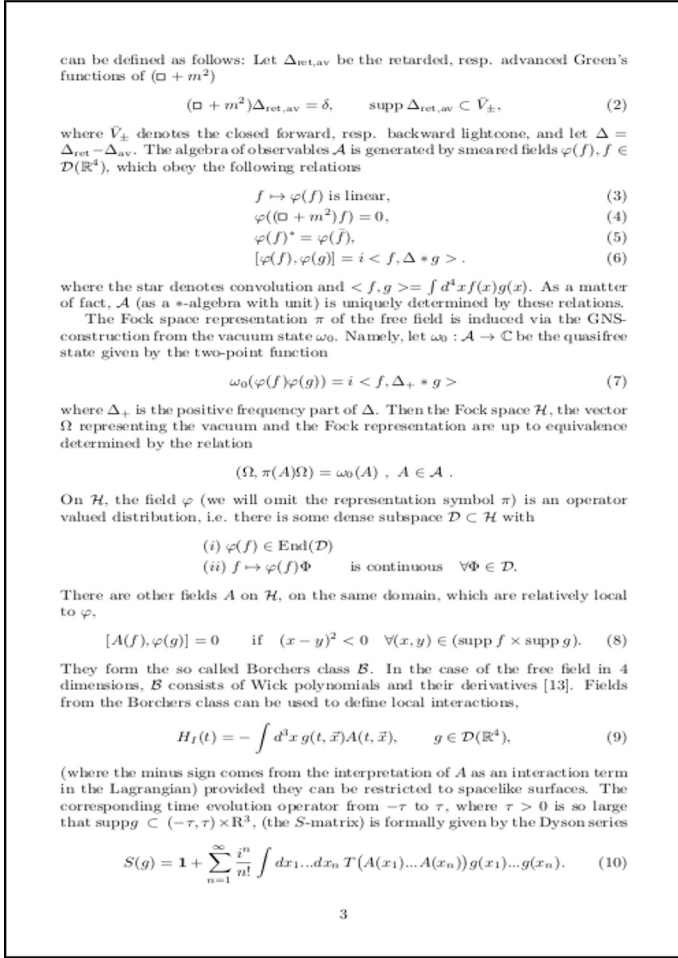 can be defined as follows: Let Δ_{ret,av} be the retarded, resp. advanced Green's
functions of (□ + m²)
(□ + m²)Δ_{ret,av} = δ,    supp Δ_{ret,av} ⊂ V̄_±,    (2)
where V̄_± denotes the closed forward, resp. backward lightcone, and let Δ =
Δ_{ret} − Δ_{av}. The algebra of observables 𝒜 is generated by smeared fields φ(f), f ∈
𝒟(ℝ⁴), which obey the following relations
f ↦ φ(f) is linear,    (3)
φ((□ + m²)f) = 0,    (4)
φ(f)* = φ(f̄),    (5)
[φ(f), φ(g)] = i < f, Δ * g > .    (6)
where the star denotes convolution and < f, g >= ∫ d⁴x f(x)g(x). As a matter
of fact, 𝒜 (as a *-algebra with unit) is uniquely determined by these relations.
The Fock space representation π of the free field is induced via the GNS-
construction from the vacuum state ω₀. Namely, let ω₀ : 𝒜 → ℂ be the quasifree
state given by the two-point function
ω₀(φ(f)φ(g)) = i < f, Δ₊ * g >    (7)
where Δ₊ is the positive frequency part of Δ. Then the Fock space ℋ, the vector
Ω representing the vacuum and the Fock representation are up to equivalence
determined by the relation
(Ω, π(A)Ω) = ω₀(A) , A ∈ 𝒜 .
On ℋ, the field φ (we will omit the representation symbol π) is an operator
valued distribution, i.e. there is some dense subspace 𝒟 ⊂ ℋ with
(i) φ(f) ∈ End(𝒟)
(ii) f ↦ φ(f)Φ    is continuous    ∀Φ ∈ 𝒟.
There are other fields A on ℋ, on the same domain, which are relatively local
to φ,
[A(f), φ(g)] = 0    if    (x − y)² < 0    ∀(x, y) ∈ (supp f × supp g).    (8)
They form the so called Borchers class ℬ. In the case of the free field in 4
dimensions, ℬ consists of Wick polynomials and their derivatives [13]. Fields
from the Borchers class can be used to define local interactions,
H_I(t) = − ∫ d³x g(t, x⃗)A(t, x⃗),    g ∈ 𝒟(ℝ⁴),    (9)
(where the minus sign comes from the interpretation of A as an interaction term
in the Lagrangian) provided they can be restricted to spacelike surfaces. The
corresponding time evolution operator from −τ to τ, where τ > 0 is so large
that suppg ⊂ (−τ, τ) × R³, (the S-matrix) is formally given by the Dyson series
S(g) = 1 + ∑_{n=1}^{∞} iⁿ/n! ∫ dx₁...dxₙ T(A(x₁)...A(xₙ))g(x₁)...g(xₙ).    (10)
3